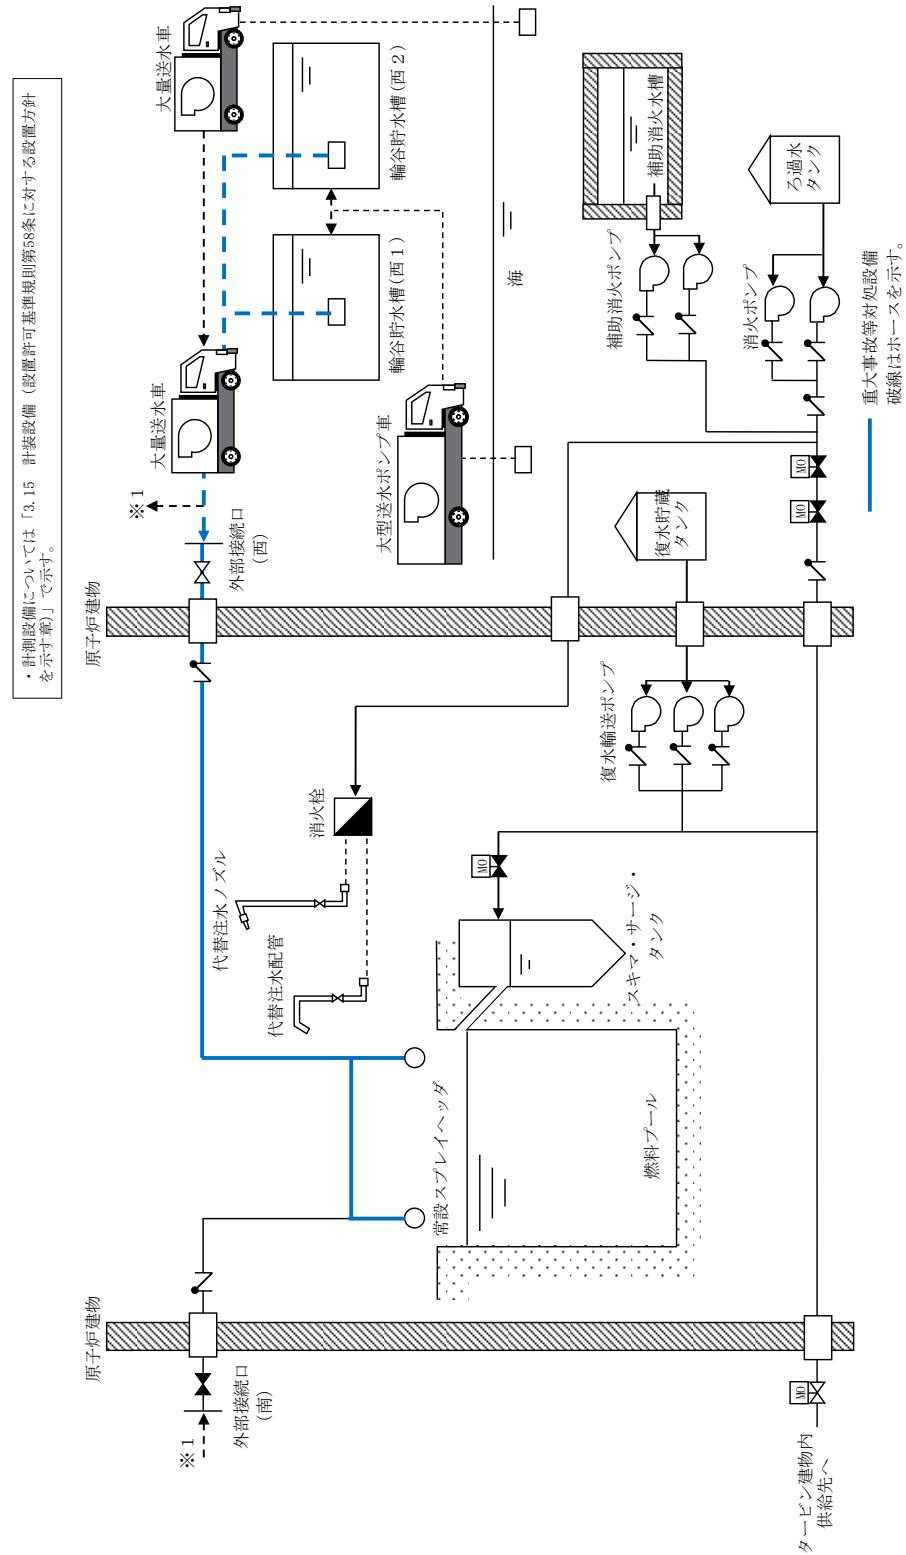 ・計測設備については「3.15　計装設備（設置許可基準規則第58条に対する設置方針
を示す章）」で示す。
※1
外部接続口
（南）
原子炉建物
代替注水ノズル
代替注水配管
消火栓
常設スプレイヘッダ
燃料プール
スキマ・サージ・
タンク
MO
タービン建物内
供給先へ
MO
原子炉建物
外部接続口
（西）
※1
大量送水車
大量送水車
輪谷貯水槽（西1）
輪谷貯水槽（西2）
大型送水ポンプ車
海
復水輸送ポンプ
復水貯蔵
タンク
補助消火ポンプ
補助消火水槽
消火ポンプ
ろ過水
タンク
MO
MO
重大事故等対処設備
破線はホースを示す。